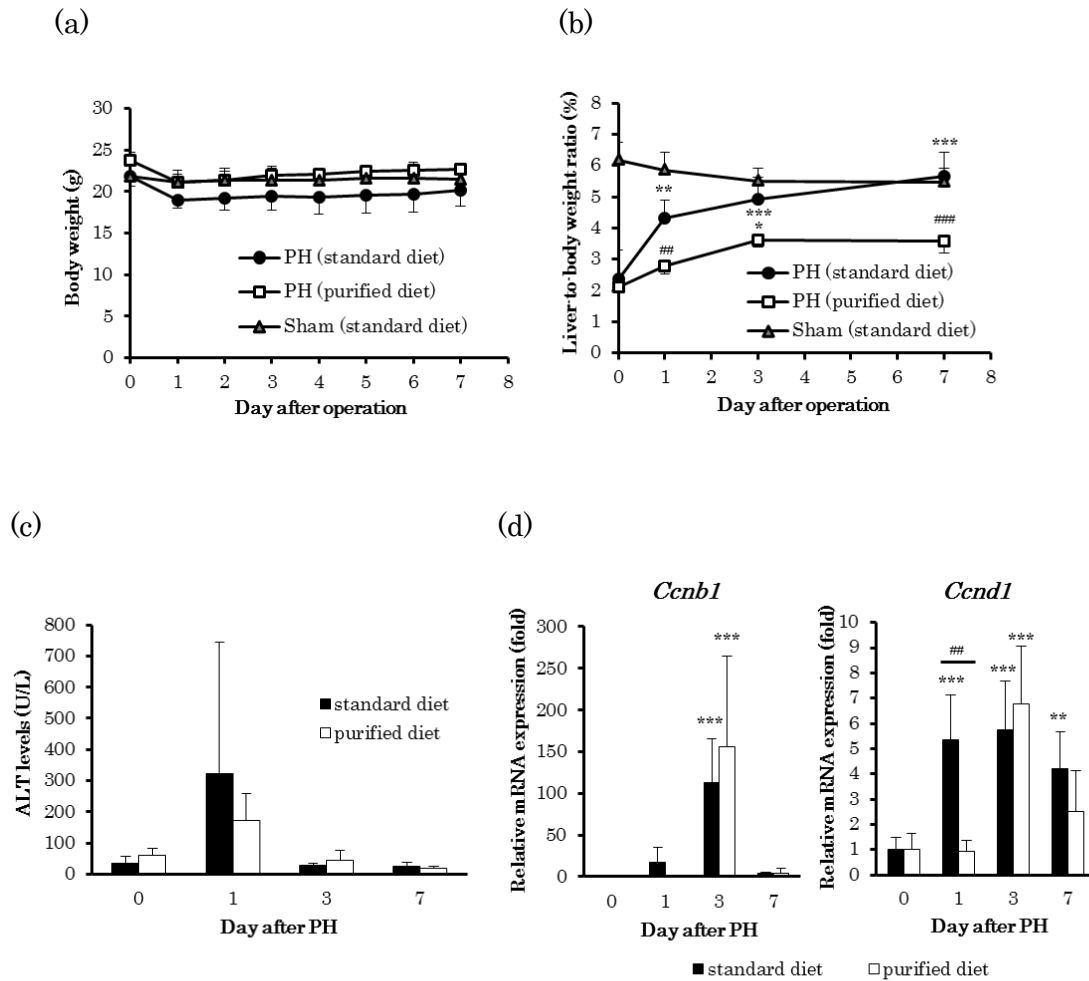 (a)
Body weight (g)
30
25
20
15
10
5
0
PH (standard diet)
PH (purified diet)
Sham (standard diet)
0 1 2 3 4 5 6 7 8
Day after operation
(b)
Liver-to-body weight ratio (%)
8
7
6
5
4
3
2
1
0
**
##
***
*
***
###
PH (standard diet)
PH (purified diet)
Sham (standard diet)
0 1 2 3 4 5 6 7 8
Day after operation
(c)
ALT levels (U/L)
800
700
600
500
400
300
200
100
0
standard diet
purified diet
0 1 3 7
Day after PH
(d)
Ccnb1
Relative mRNA expression (fold)
300
250
200
150
100
50
0
***
***
0 1 3 7
Day after PH
Ccnd1
Relative mRNA expression (fold)
10
9
8
7
6
5
4
3
2
1
0
##
***
***
***
**
0 1 3 7
Day after PH
standard diet purified diet